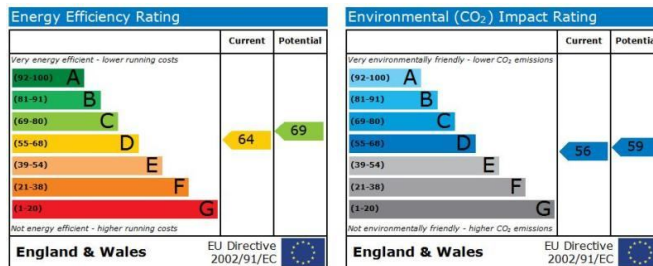 Energy Efficiency Rating
Current Potential
Very energy efficient - lower running costs
(92-100) A
(81-91) B
(69-80) C
(55-68) D
(39-54) E
(21-38) F
(1-20) G
64
69
Not energy efficient - higher running costs
England & Wales
EU Directive
2002/91/EC
Environmental (CO₂) Impact Rating
Current Potential
Very environmentally friendly - lower CO₂ emissions
(92-100) A
(81-91) B
(69-80) C
(55-68) D
(39-54) E
(21-38) F
(1-20) G
56
59
Not environmentally friendly - higher CO₂ emissions
England & Wales
EU Directive
2002/91/EC